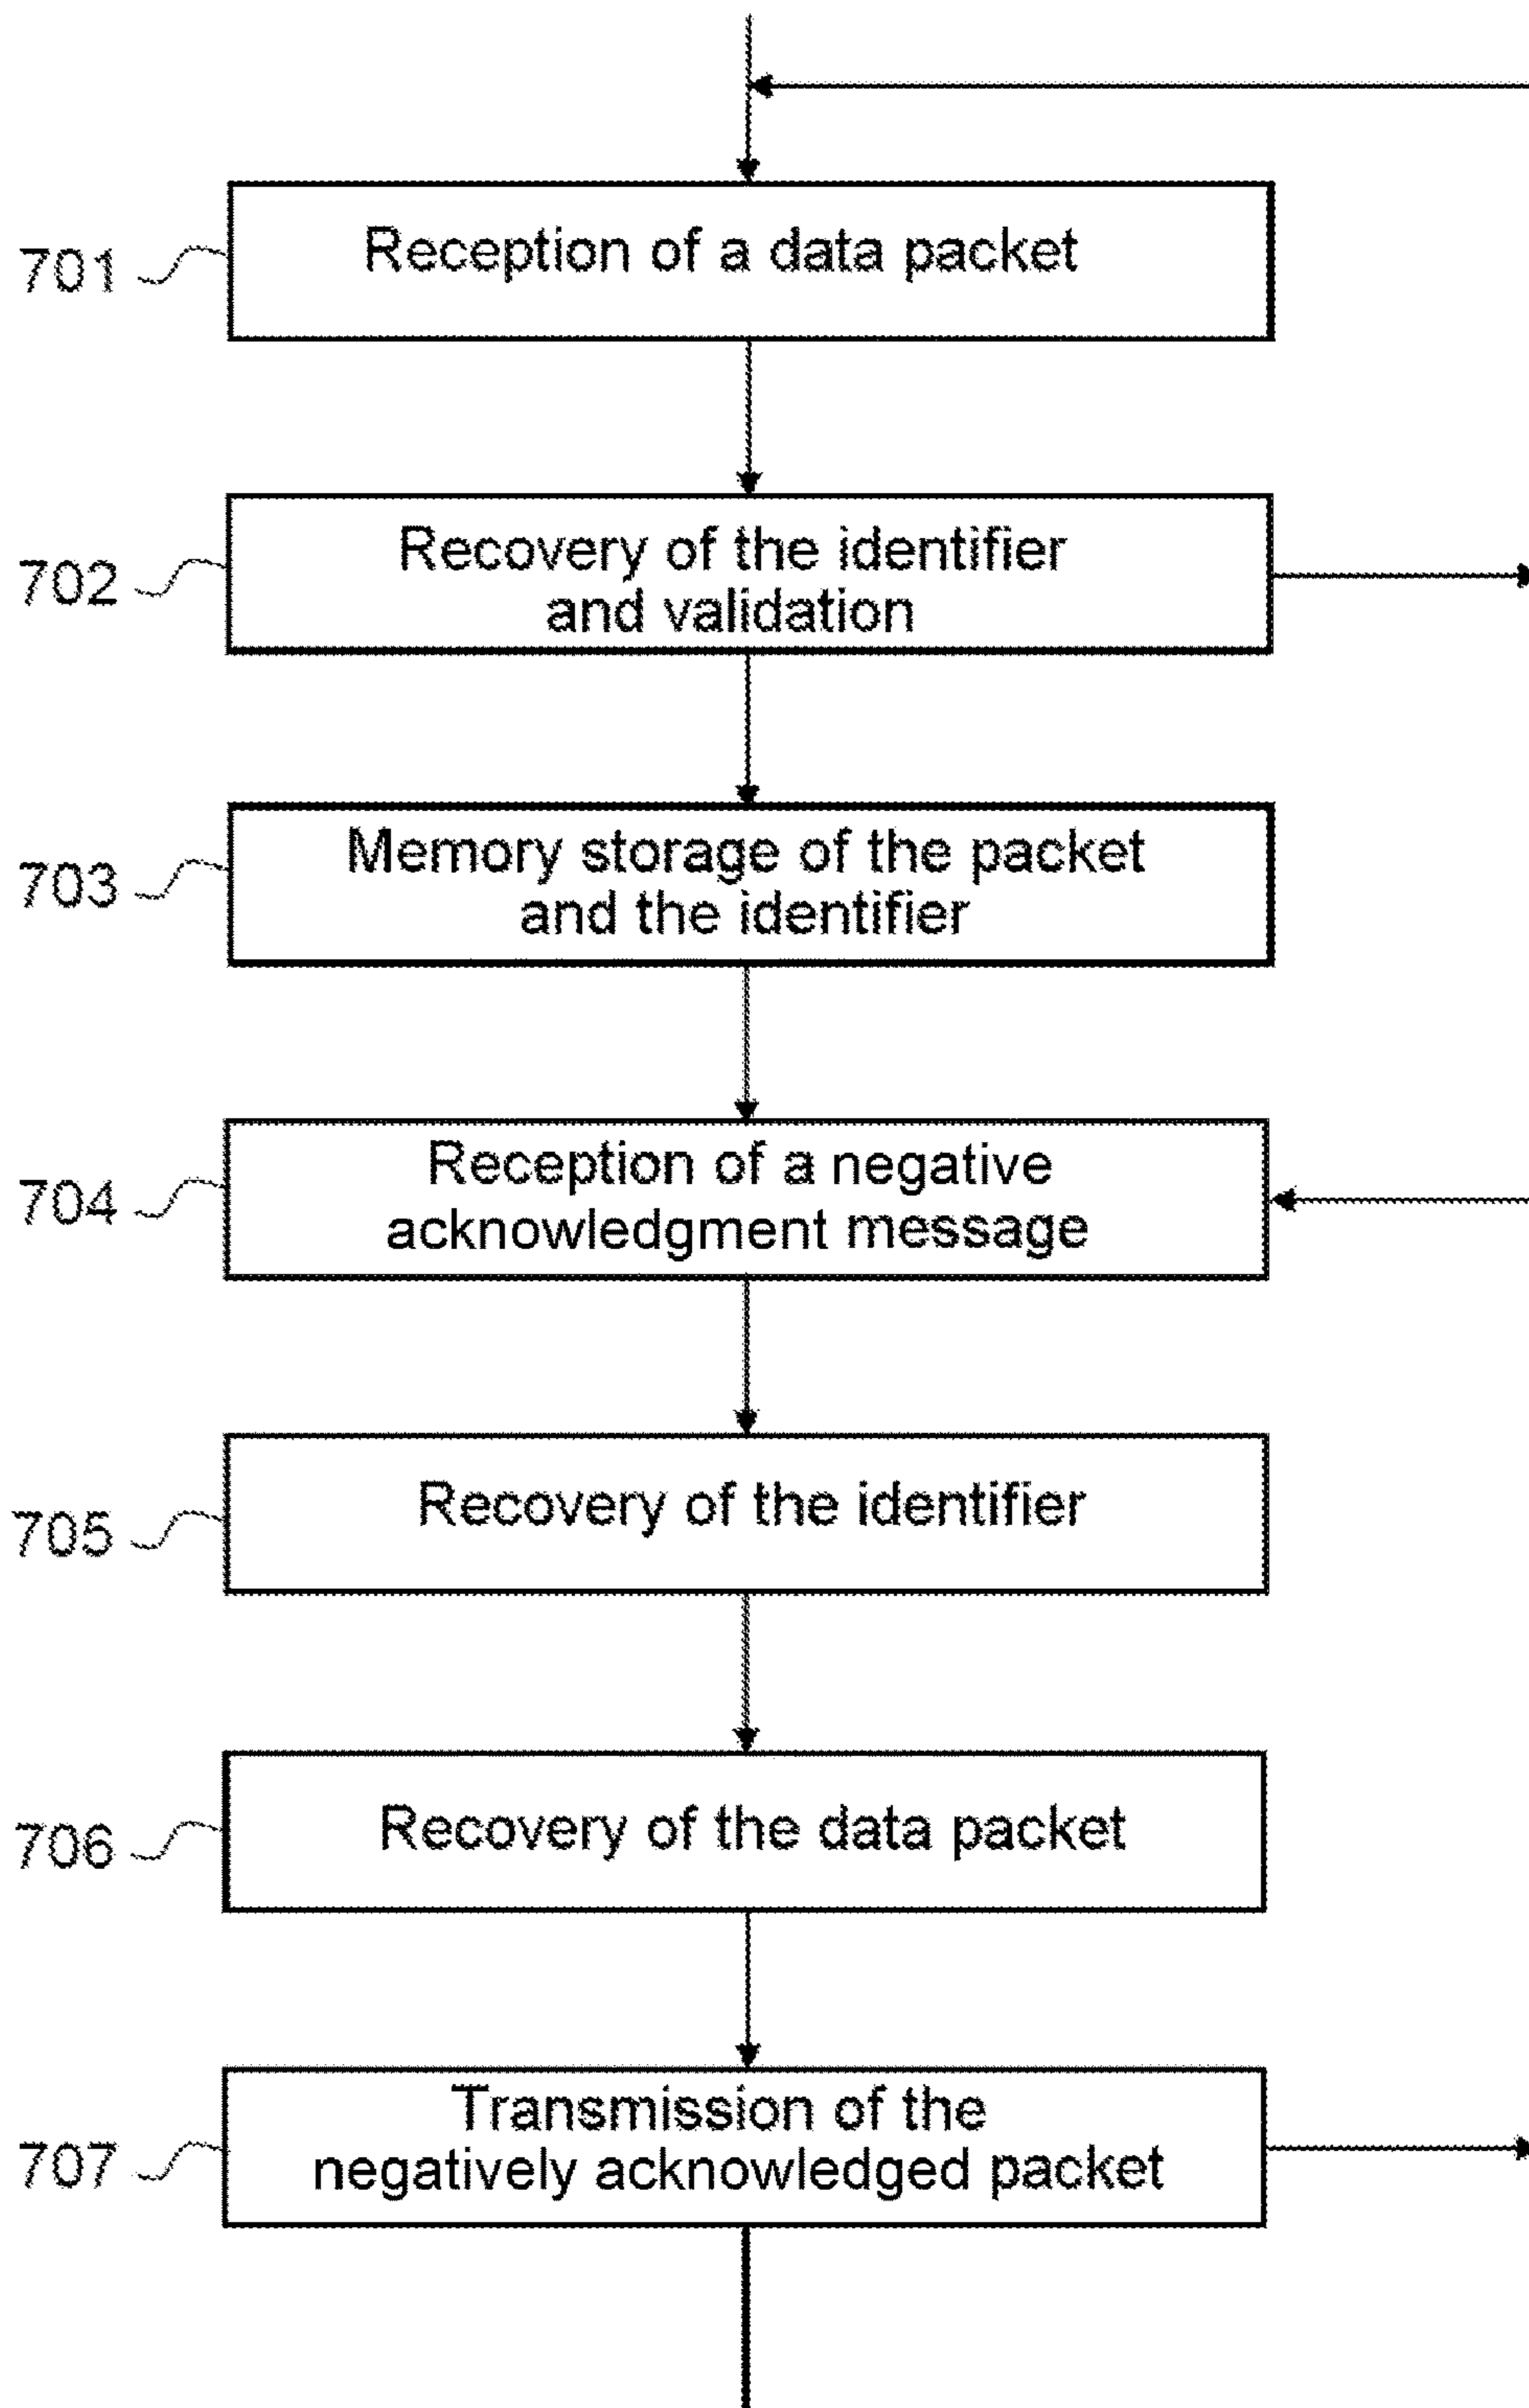 701
Reception of a data packet
702
Recovery of the identifier
and validation
703
Memory storage of the packet
and the identifier
704
Reception of a negative
acknowledgment message
705
Recovery of the identifier
706
Recovery of the data packet
707
Transmission of the
negatively acknowledged packet